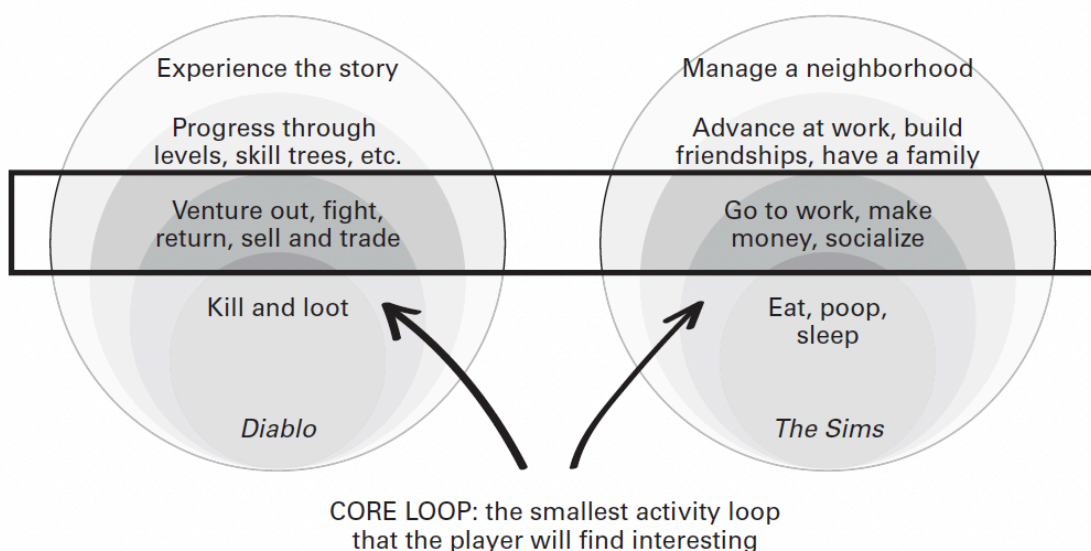 Experience the story
Progress through
levels, skill trees, etc.
Venture out, fight,
return, sell and trade
Kill and loot
Diablo
Manage a neighborhood
Advance at work, build
friendships, have a family
Go to work, make
money, socialize
Eat, poop,
sleep
The Sims
CORE LOOP: the smallest activity loop
that the player will find interesting